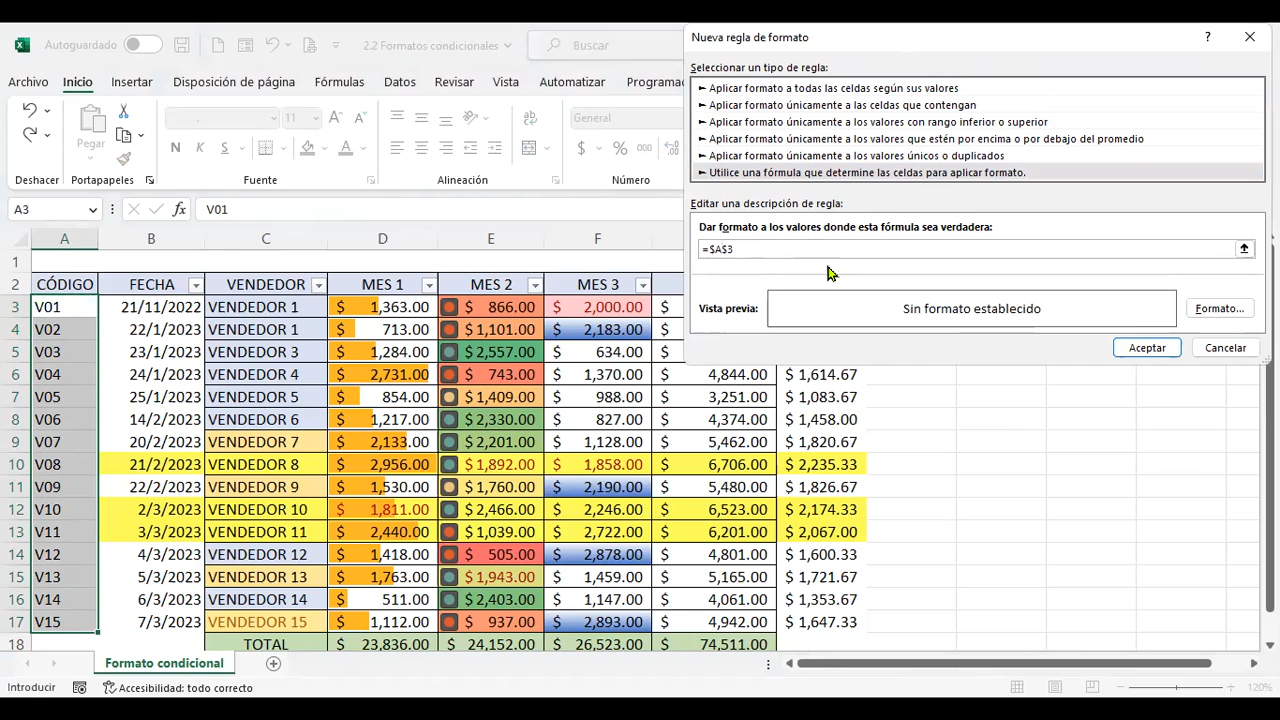 Autoguardado
2.2 Formatos condicionales
Buscar
Nueva regla de formato
?
Archivo Inicio Insertar Disposición de página Fórmulas Datos Revisar Vista Automatizar Programa
Seleccionar un tipo de regla:
► Aplicar formato a todas las celdas según sus valores
► Aplicar formato únicamente a las celdas que contengan
► Aplicar formato únicamente a los valores con rango inferior o superior
► Aplicar formato únicamente a los valores que estén por encima o por debajo del promedio
► Aplicar formato únicamente a los valores únicos o duplicados
► Utilice una fórmula que determine las celdas para aplicar formato.
Editar una descripción de regla:
Dar formato a los valores donde esta fórmula sea verdadera:
=$A$3
Vista previa: Sin formato establecido Formato...
Aceptar Cancelar
Pegar
11
N K S
General
$ % 000
Deshacer Portapapeles Fuente Alineación Número
A3 fx V01
A B C D E F
1
2 CÓDIGO FECHA VENDEDOR MES 1 MES 2 MES 3
3 V01 21/11/2022 VENDEDOR 1 $ 1,363.00 $ 866.00 $ 2,000.00 $
4 V02 22/1/2023 VENDEDOR 1 $ 713.00 $ 1,101.00 $ 2,183.00 $
5 V03 23/1/2023 VENDEDOR 3 $ 1,284.00 $ 2,557.00 $ 634.00 $
6 V04 24/1/2023 VENDEDOR 4 $ 2,731.00 $ 743.00 $ 1,370.00 $ 4,844.00 $ 1,614.67
7 V05 25/1/2023 VENDEDOR 5 $ 854.00 $ 1,409.00 $ 988.00 $ 3,251.00 $ 1,083.67
8 V06 14/2/2023 VENDEDOR 6 $ 1,217.00 $ 2,330.00 $ 827.00 $ 4,374.00 $ 1,458.00
9 V07 20/2/2023 VENDEDOR 7 $ 2,133.00 $ 2,201.00 $ 1,128.00 $ 5,462.00 $ 1,820.67
10 V08 21/2/2023 VENDEDOR 8 $ 2,956.00 $ 1,892.00 $ 1,858.00 $ 6,706.00 $ 2,235.33
11 V09 22/2/2023 VENDEDOR 9 $ 1,530.00 $ 1,760.00 $ 2,190.00 $ 5,480.00 $ 1,826.67
12 V10 2/3/2023 VENDEDOR 10 $ 1,811.00 $ 2,466.00 $ 2,246.00 $ 6,523.00 $ 2,174.33
13 V11 3/3/2023 VENDEDOR 11 $ 2,440.00 $ 1,039.00 $ 2,722.00 $ 6,201.00 $ 2,067.00
14 V12 4/3/2023 VENDEDOR 12 $ 1,418.00 $ 505.00 $ 2,878.00 $ 4,801.00 $ 1,600.33
15 V13 5/3/2023 VENDEDOR 13 $ 1,763.00 $ 1,943.00 $ 1,459.00 $ 5,165.00 $ 1,721.67
16 V14 6/3/2023 VENDEDOR 14 $ 511.00 $ 2,403.00 $ 1,147.00 $ 4,061.00 $ 1,353.67
17 V15 7/3/2023 VENDEDOR 15 $ 1,112.00 $ 937.00 $ 2,893.00 $ 4,942.00 $ 1,647.33
18 TOTAL $ 23,836.00 $ 24,152.00 $ 26,523.00 $ 74,511.00
Formato condicional
Introducir Accesibilidad: todo correcto 120%